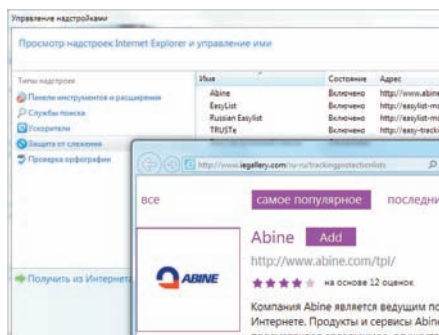 Управление надстройками
Просмотр надстроек Internet Explorer и управление ими
Типы надстроек
Панели инструментов и расширения
Службы поиска
Ускорители
Защита от слежения
Проверка орфографии
Получить из Интернета
Имя Состояние Адрес
Abine Включено http://www.abine
EasyList Включено http://easylist-m
Russian Easylist Включено http://easylist-m
TRUSTe Включено http://easy-track
http://www.iegallery.com/ru-ru/trackingprotectionlists
все самое популярное последни
Abine Add
http://www.abine.com/tpl/
на основе 12 оценок
ABINE
Компания Abine является ведущим по
Интернете. Продукты и сервисы Abine